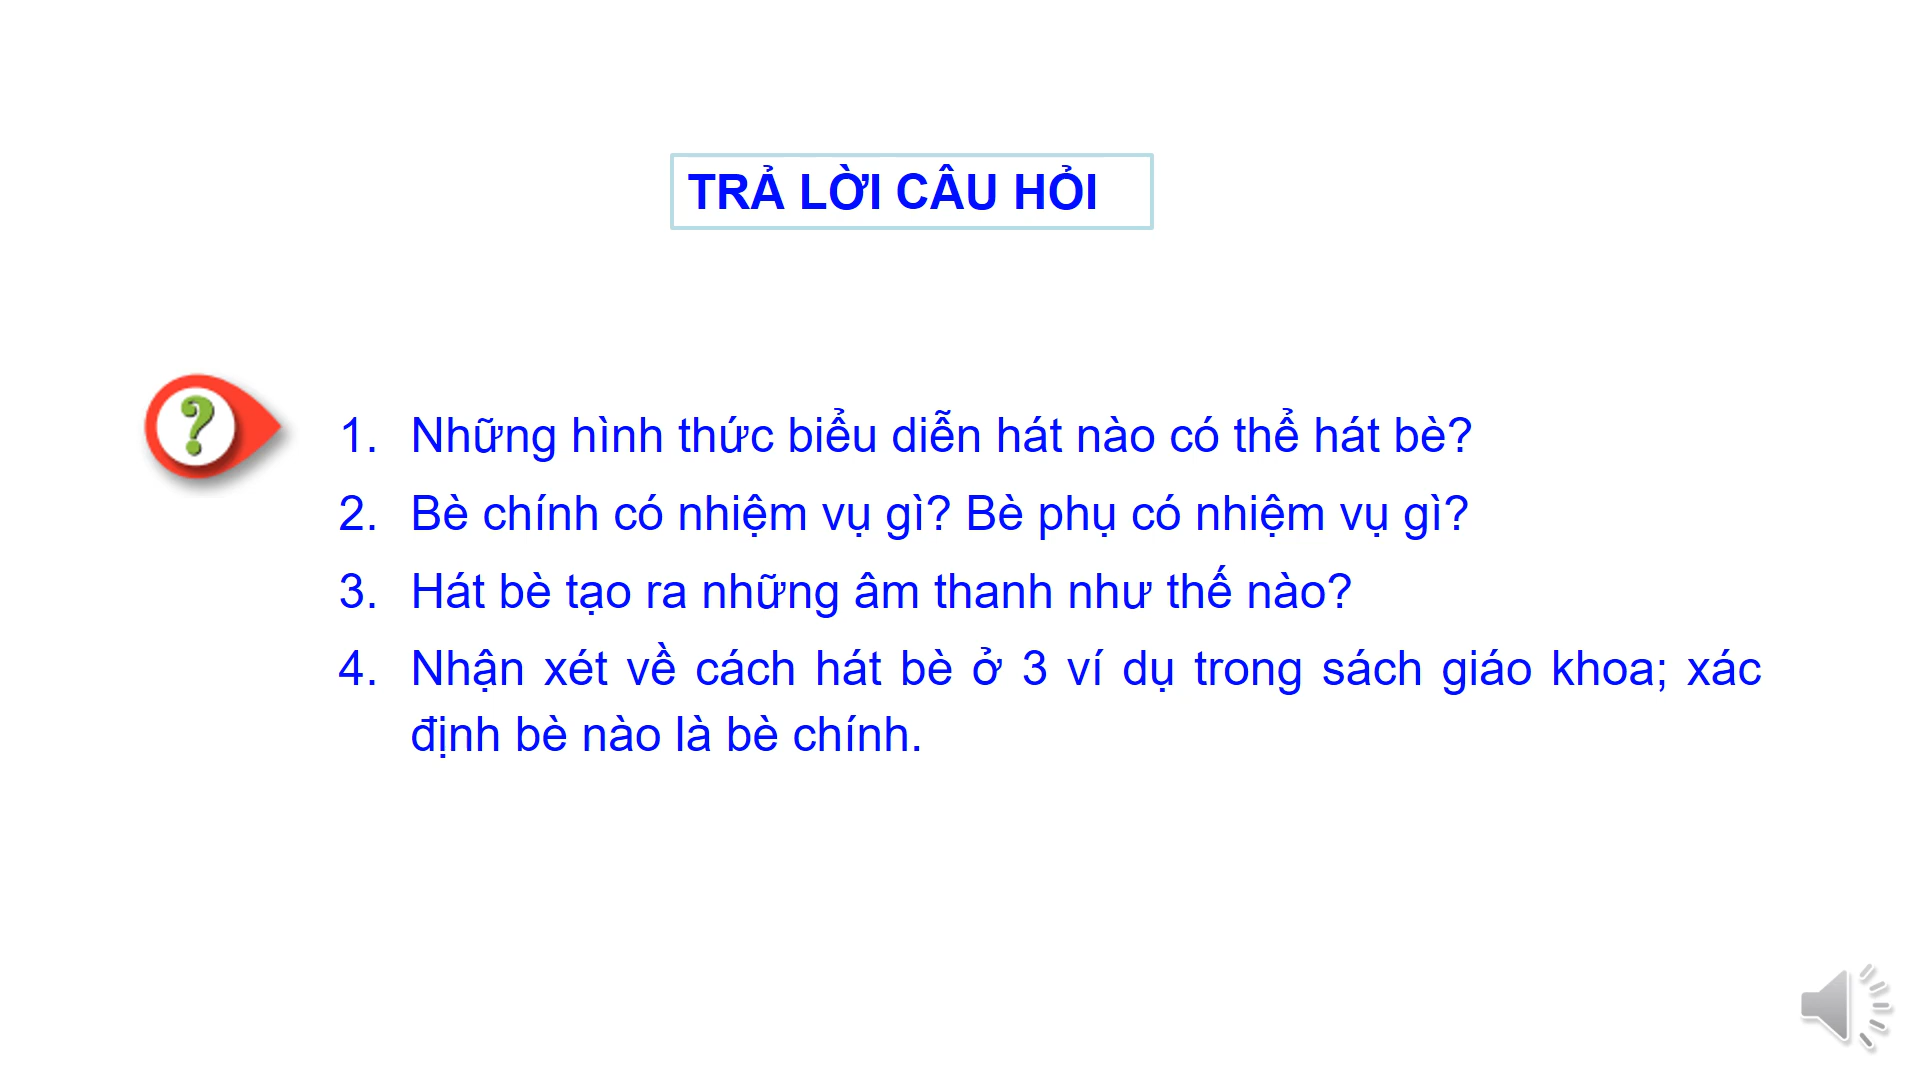 TRẢ LỜI CÂU HỎI
?
1. Những hình thức biểu diễn hát nào có thể hát bè?
2. Bè chính có nhiệm vụ gì? Bè phụ có nhiệm vụ gì?
3. Hát bè tạo ra những âm thanh như thế nào?
4. Nhận xét về cách hát bè ở 3 ví dụ trong sách giáo khoa; xác
định bè nào là bè chính.